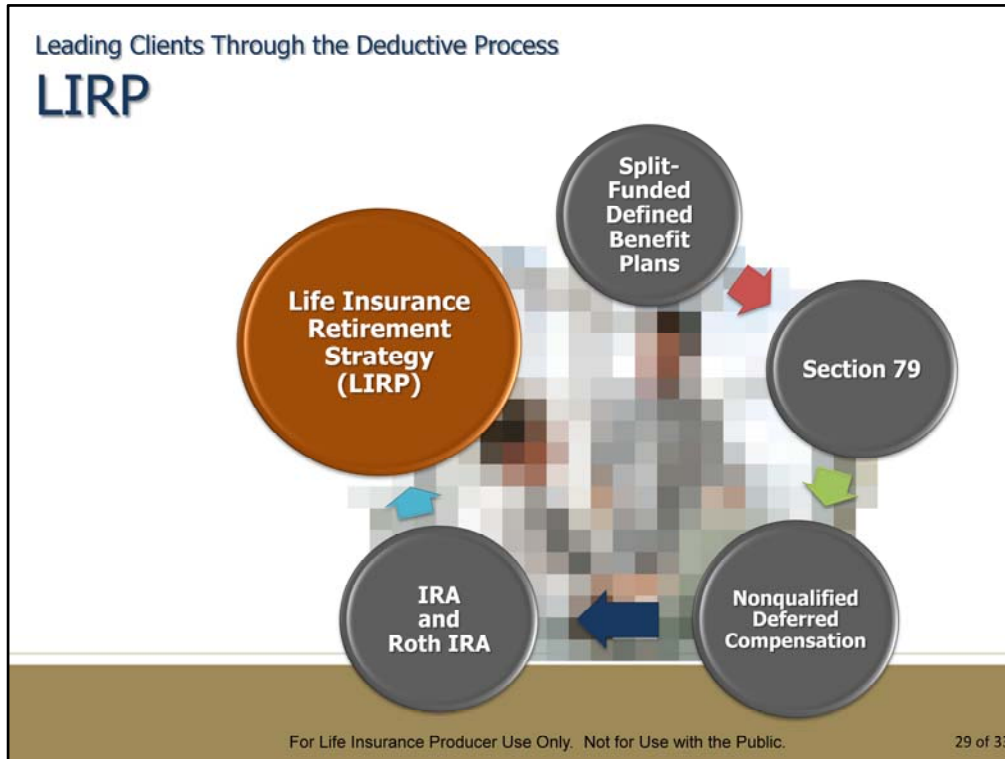 Leading Clients Through the Deductive Process
LIRP
Split-
Funded
Defined
Benefit
Plans
Life Insurance
Retirement
Strategy
(LIRP)
Section 79
IRA
and
Roth IRA
Nonqualified
Deferred
Compensation
For Life Insurance Producer Use Only. Not for Use with the Public.
29 of 33